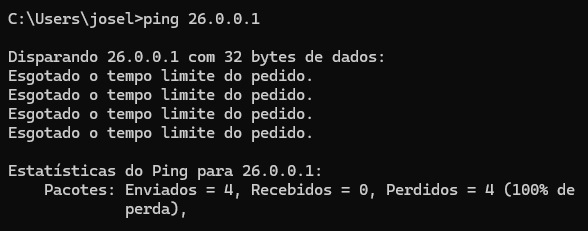 C:\Users\josel>ping 26.0.0.1
Disparando 26.0.0.1 com 32 bytes de dados:
Esgotado o tempo limite do pedido.
Esgotado o tempo limite do pedido.
Esgotado o tempo limite do pedido.
Esgotado o tempo limite do pedido.
Estatísticas do Ping para 26.0.0.1:
Pacotes: Enviados = 4, Recebidos = 0, Perdidos = 4 (100% de
perda),